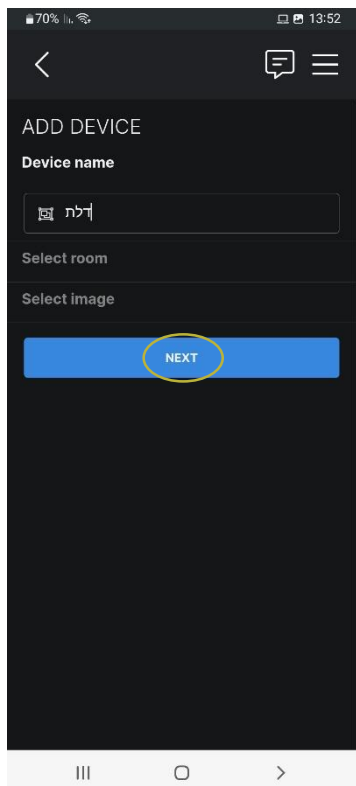 70% 13:52
ADD DEVICE
Device name
דלת
Select room
Select image
NEXT